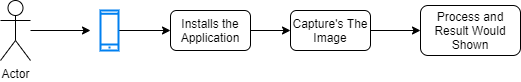 Actor
Installs the
Application
Capture's The
Image
Process and
Result Would
Shown